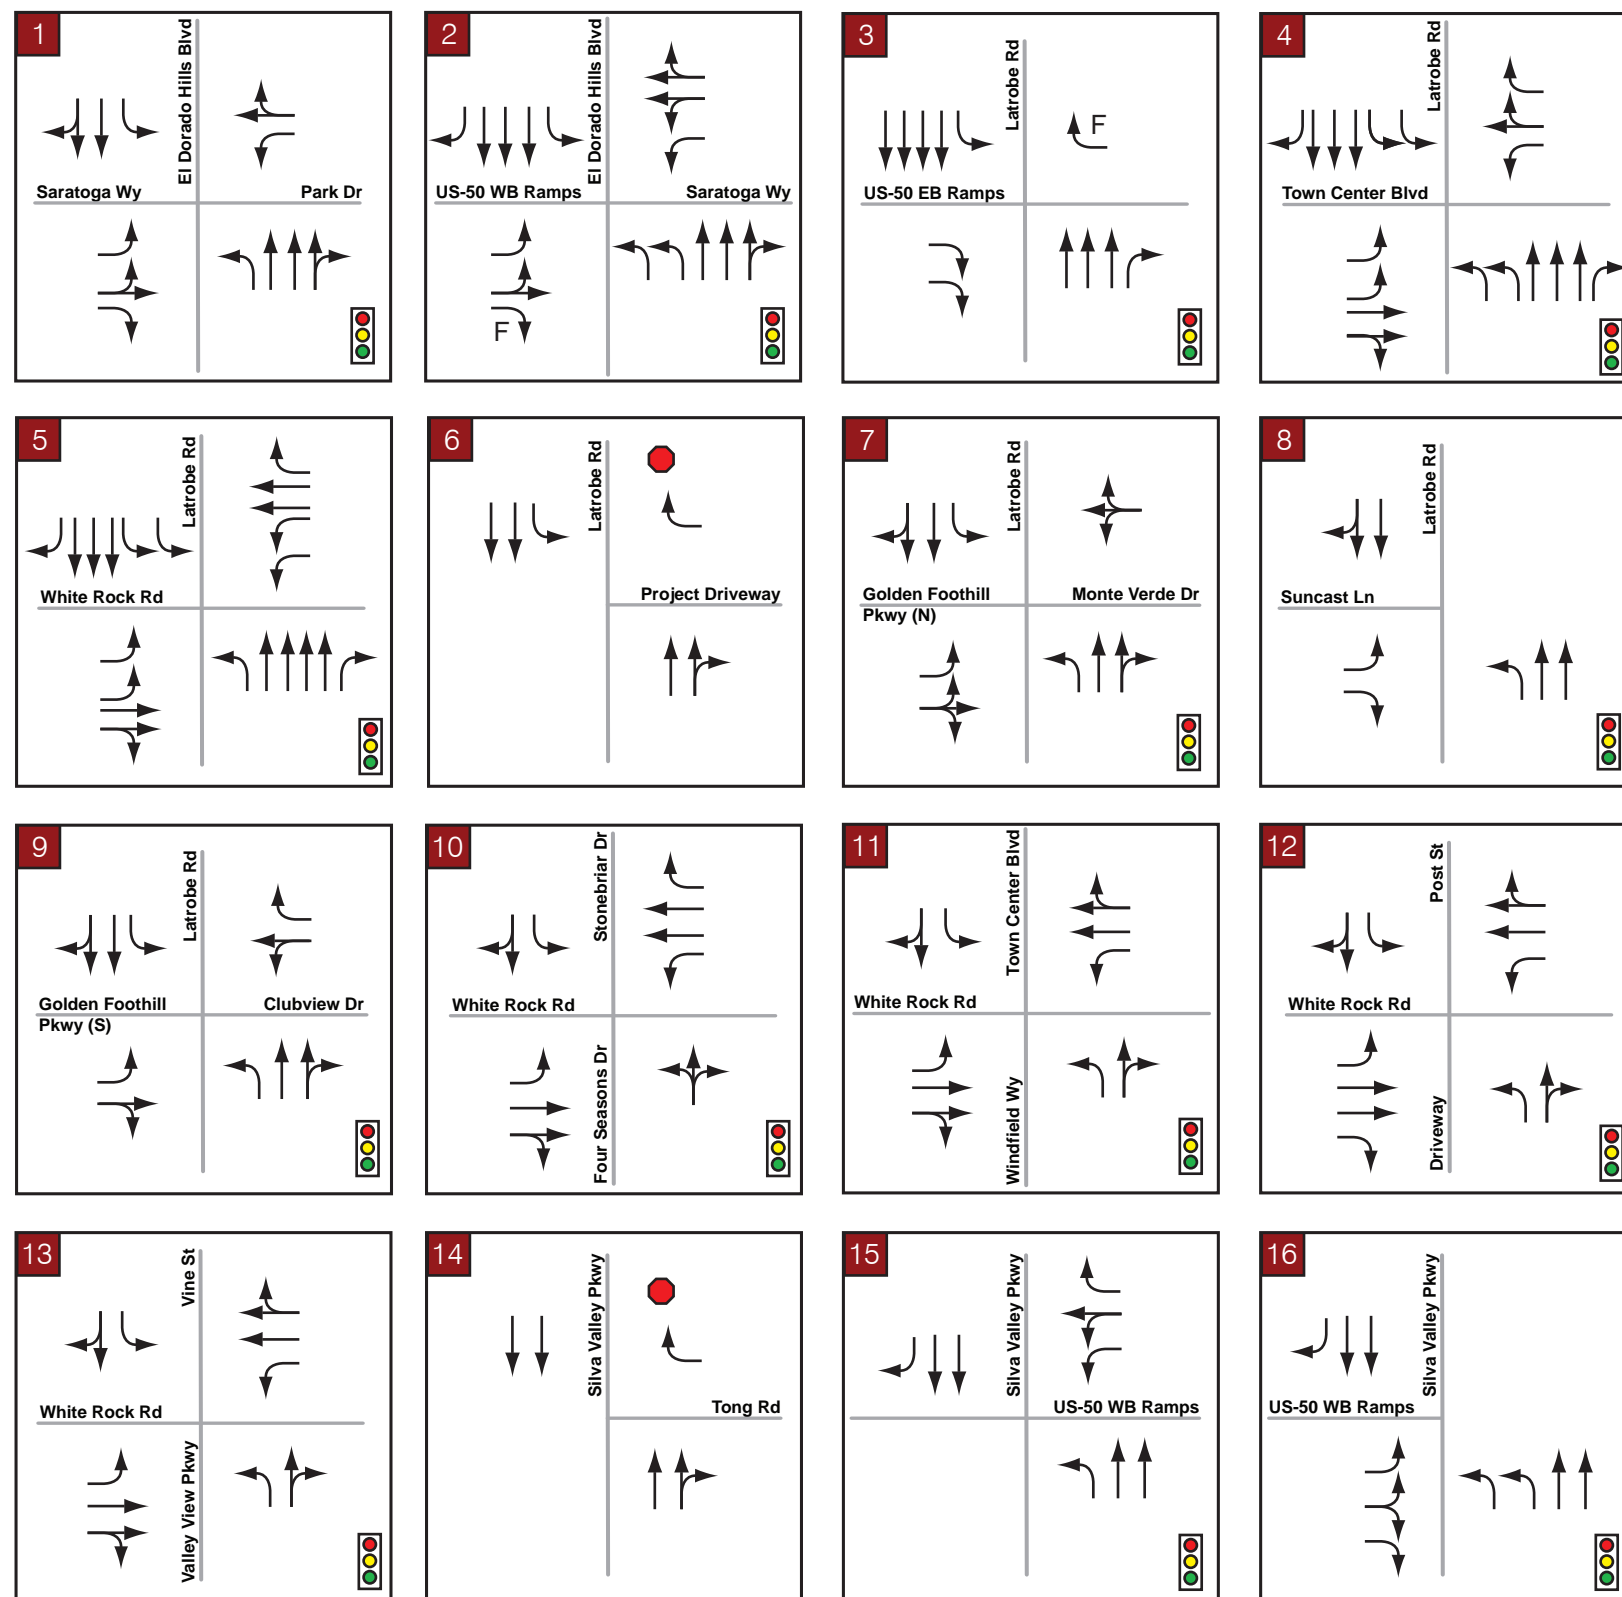 1
El Dorado Hills Blvd
Saratoga Wy
Park Dr
2
El Dorado Hills Blvd
US-50 WB Ramps
Saratoga Wy
F
3
Latrobe Rd
F
US-50 EB Ramps
4
Latrobe Rd
Town Center Blvd
5
Latrobe Rd
White Rock Rd
6
Latrobe Rd
Project Driveway
7
Latrobe Rd
Golden Foothill
Pkwy (N)
Monte Verde Dr
8
Latrobe Rd
Suncast Ln
9
Latrobe Rd
Golden Foothill
Pkwy (S)
Clubview Dr
10
Stonebriar Dr
White Rock Rd
Four Seasons Dr
11
Town Center Blvd
White Rock Rd
Windfield Wy
12
Post St
White Rock Rd
Driveway
13
Vine St
White Rock Rd
Valley View Pkwy
14
Silva Valley Pkwy
Tong Rd
15
Silva Valley Pkwy
US-50 WB Ramps
16
Silva Valley Pkwy
US-50 WB Ramps